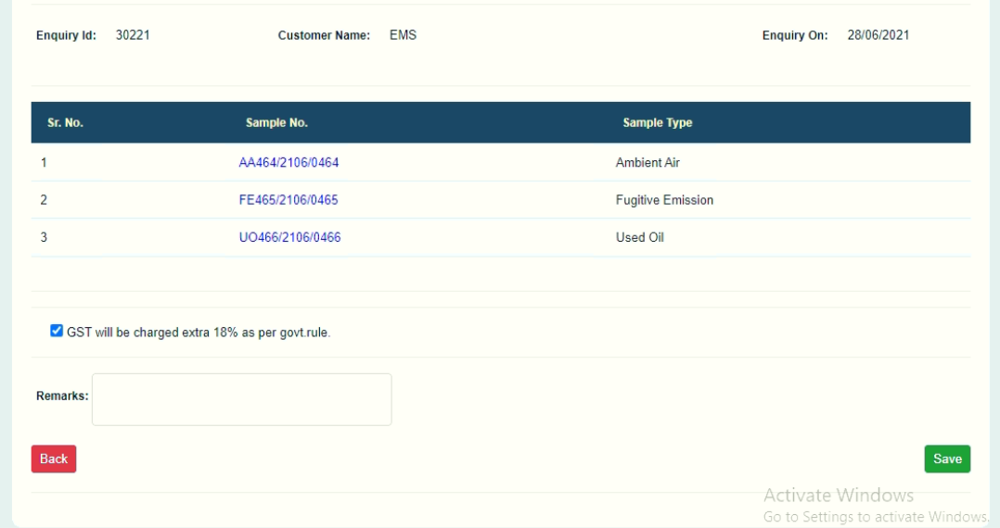 Enquiry Id: 30221 Customer Name: EMS Enquiry On: 28/06/2021
Sr. No. Sample No. Sample Type
1 AA464/2106/0464 Ambient Air
2 FE465/2106/0465 Fugitive Emission
3 UO466/2106/0466 Used Oil
GST will be charged extra 18% as per govt.rule.
Remarks:
Back Save
Activate Windows
Go to Settings to activate Windows.